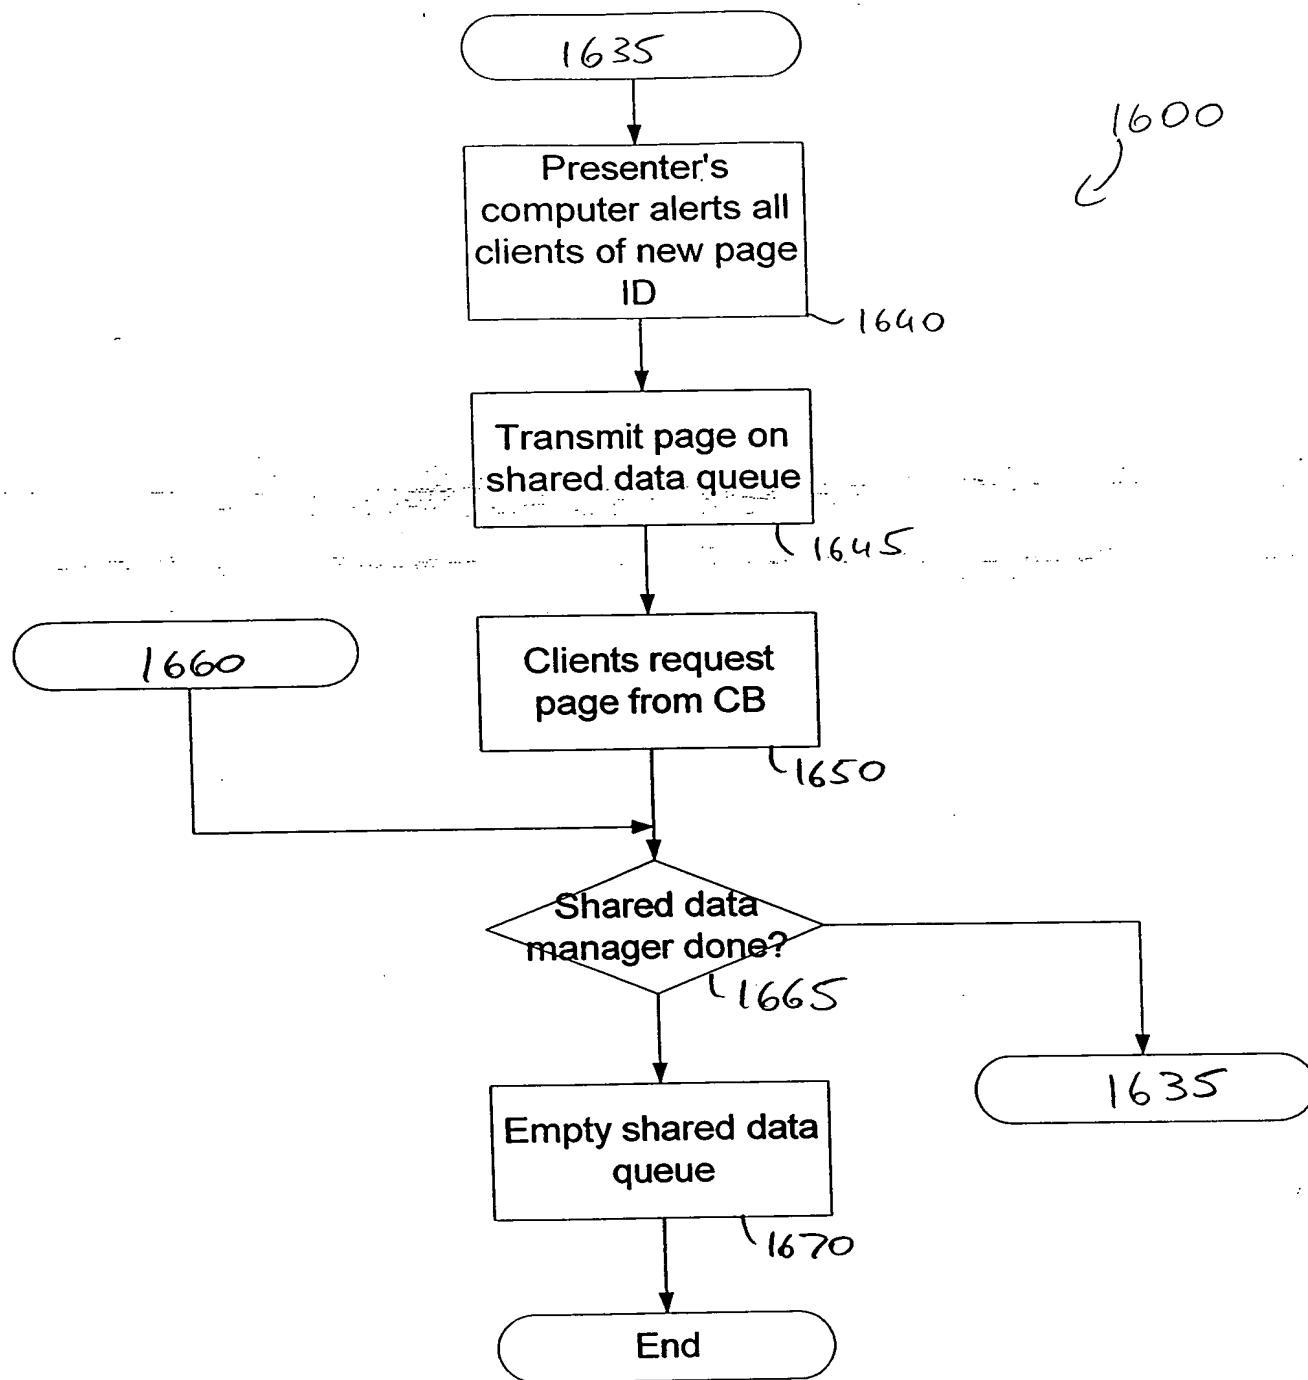 1635
1600
Presenter's
computer alerts all
clients of new page
ID
1640
Transmit page on
shared data queue
1645
1660
Clients request
page from CB
1650
Shared data
manager done?
1665
1635
Empty shared data
queue
1670
End